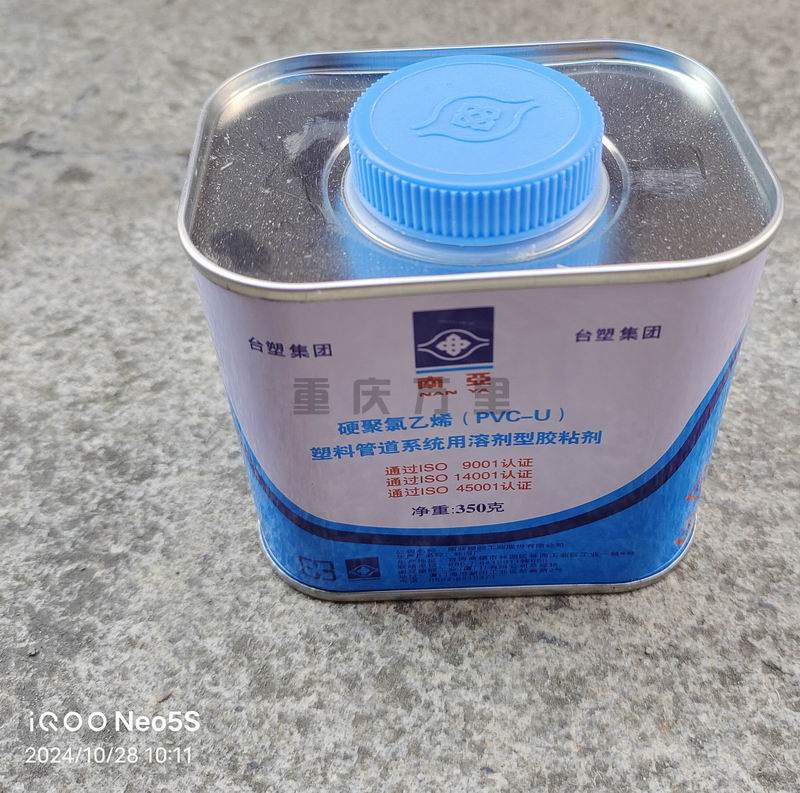 台塑集团
台塑集团
南亞
NAN YA
重庆万里
硬聚氯乙烯（PVC-U）
塑料管道系统用溶剂型胶粘剂
通过ISO 9001认证
通过ISO 14001认证
通过ISO 45001认证
净重:350克
iQOO Neo5S
2024/10/28 10:11